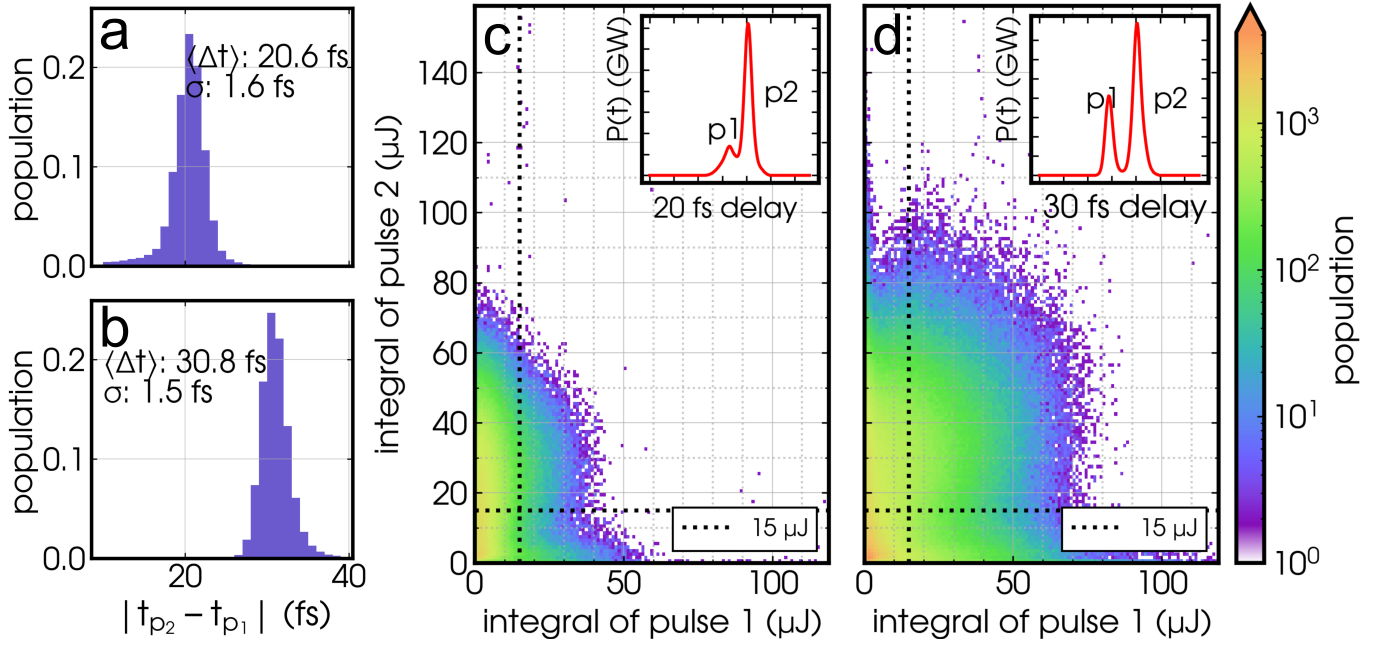 a
⟨Δt⟩: 20.6 fs
σ: 1.6 fs
population
0.2
0.1
0.0
b
⟨Δt⟩: 30.8 fs
σ: 1.5 fs
population
0.2
0.1
0.0
20
30
40
| t_p₂ − t_p₁ | (fs)
c
integral of pulse 2 (µJ)
140
120
100
80
60
40
20
0
P(t) (GW)
p1
p2
20 fs delay
15 µJ
0
50
100
integral of pulse 1 (µJ)
d
P(t) (GW)
p1
p2
30 fs delay
15 µJ
0
50
100
integral of pulse 1 (µJ)
10³
10²
10¹
10⁰
population